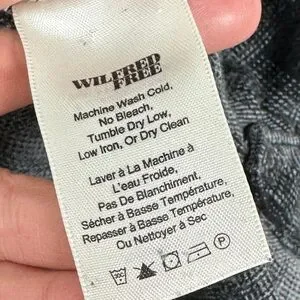 WILFRED
FREE
Machine Wash Cold,
No Bleach,
Tumble Dry Low,
Low Iron, Or Dry Clean
Laver à La Machine à
L'eau Froide,
Pas De Blanchiment,
Sécher à Basse Température,
Repasser à Basse Température,
Ou Nettoyer à Sec